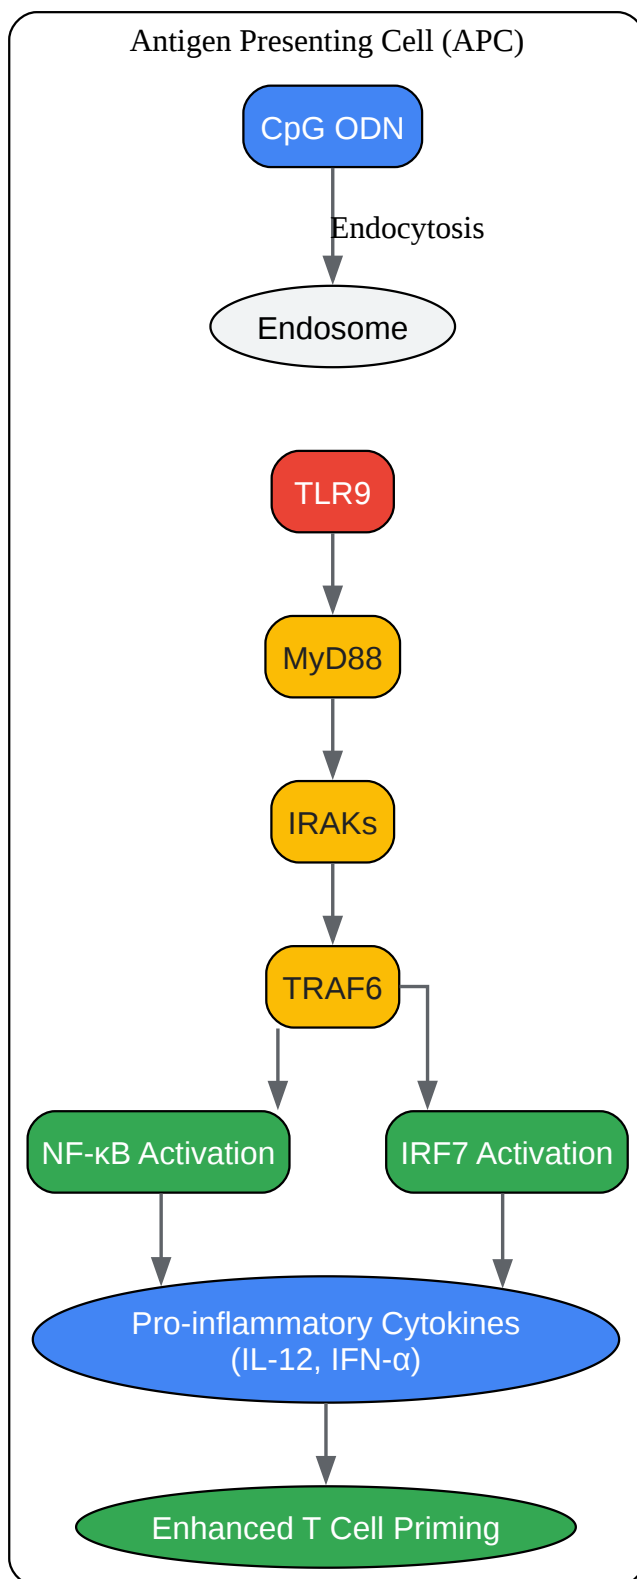 Antigen Presenting Cell (APC)
CpG ODN
Endocytosis
Endosome
TLR9
MyD88
IRAKs
TRAF6
NF-κB Activation
IRF7 Activation
Pro-inflammatory Cytokines
(IL-12, IFN-α)
Enhanced T Cell Priming